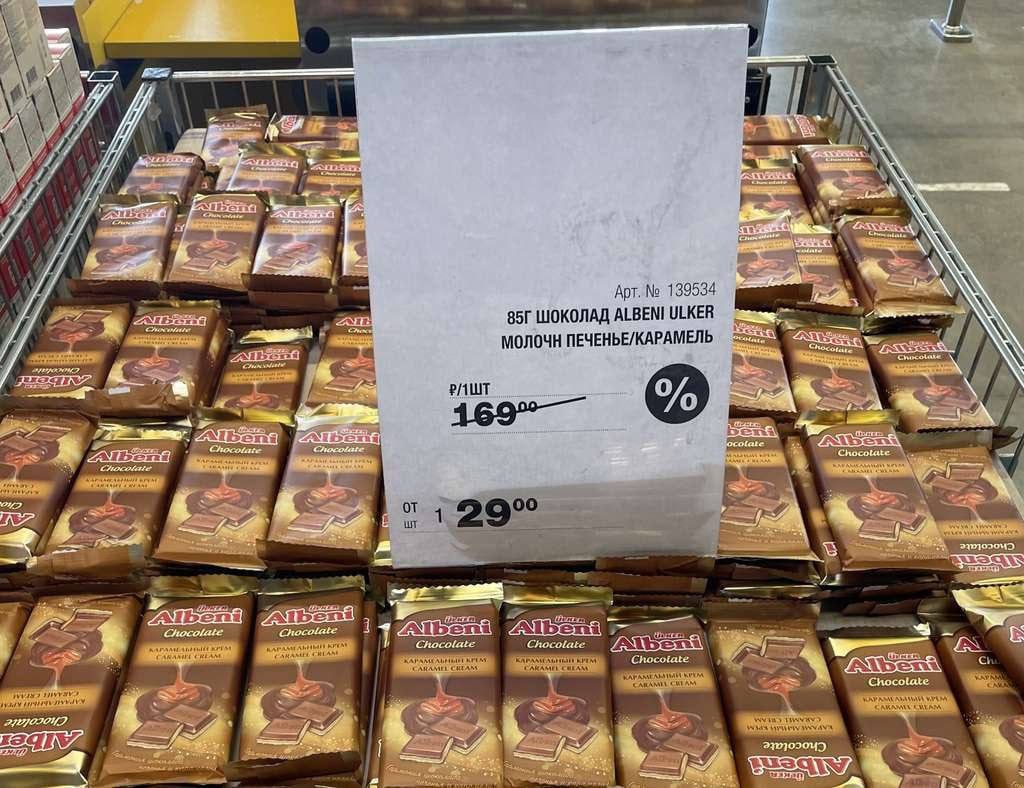 Арт. № 139534
85Г ШОКОЛАД ALBENI ULKER
МОЛОЧН ПЕЧЕНЬЕ/КАРАМЕЛЬ
₽/1ШТ
169⁰⁰
%
ОТ
ШТ 1 29⁰⁰
ÜLKER
Albeni
Chocolate
КАРАМЕЛЬНЫЙ КРЕМ
CARAMEL CREAM